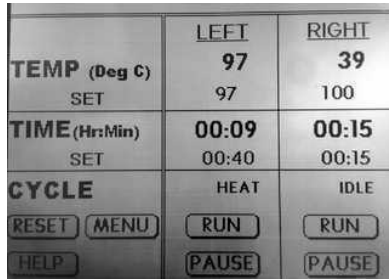 LEFT RIGHT
TEMP (Deg C) 97 39
SET 97 100
TIME (Hr:Min) 00:09 00:15
SET 00:40 00:15
CYCLE HEAT IDLE
RESET MENU RUN RUN
HELP PAUSE PAUSE